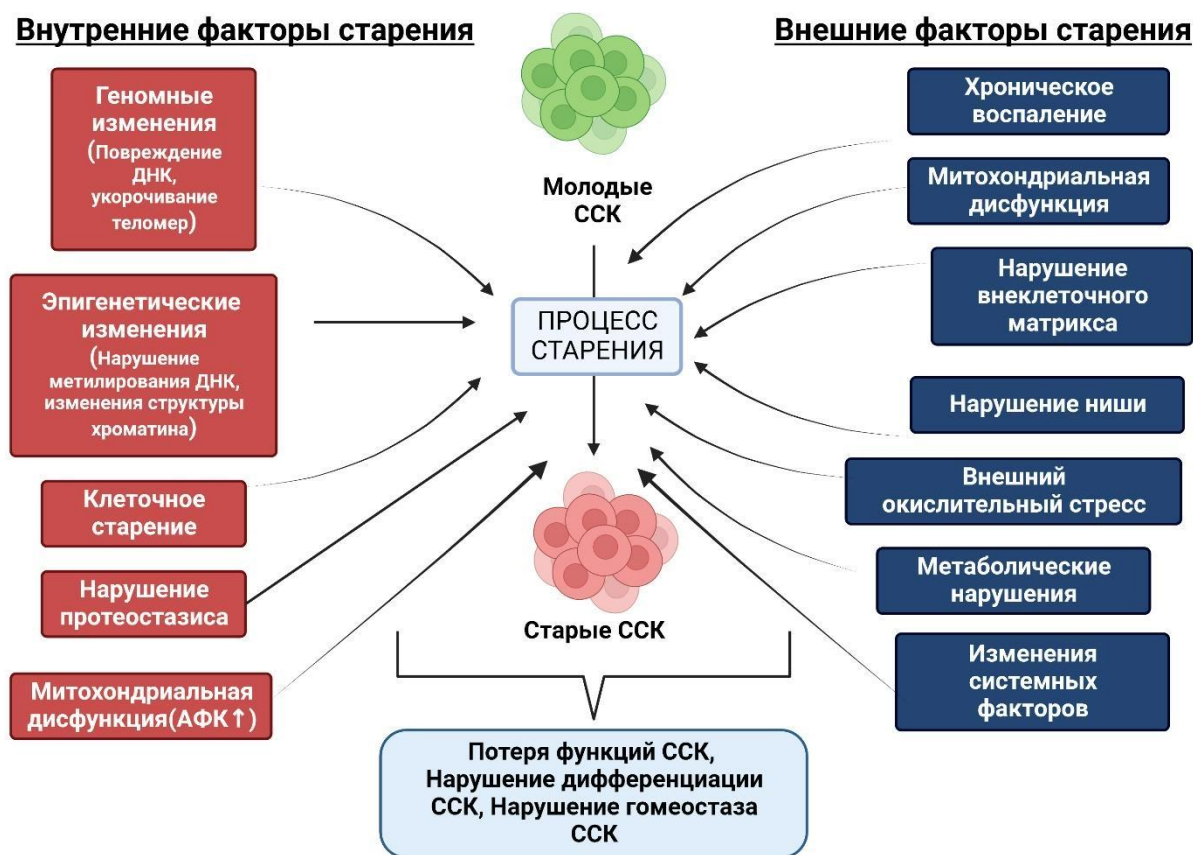 Внутренние факторы старения
Геномные
изменения
(Повреждение
ДНК,
укорочивание
теломер)
Эпигенетические
изменения
(Нарушение
метилирования ДНК,
изменения структуры
хроматина)
Клеточное
старение
Нарушение
протеостазиса
Митохондриальная
дисфункция(АФК↑)
Молодые
ССК
ПРОЦЕСС
СТАРЕНИЯ
Старые ССК
Потеря функций ССК,
Нарушение дифференциации
ССК, Нарушение гомеостаза
ССК
Внешние факторы старения
Хроническое
воспаление
Митохондриальная
дисфункция
Нарушение
внеклеточного
матрикса
Нарушение ниши
Внешний
окислительный стресс
Метаболические
нарушения
Изменения
системных
факторов